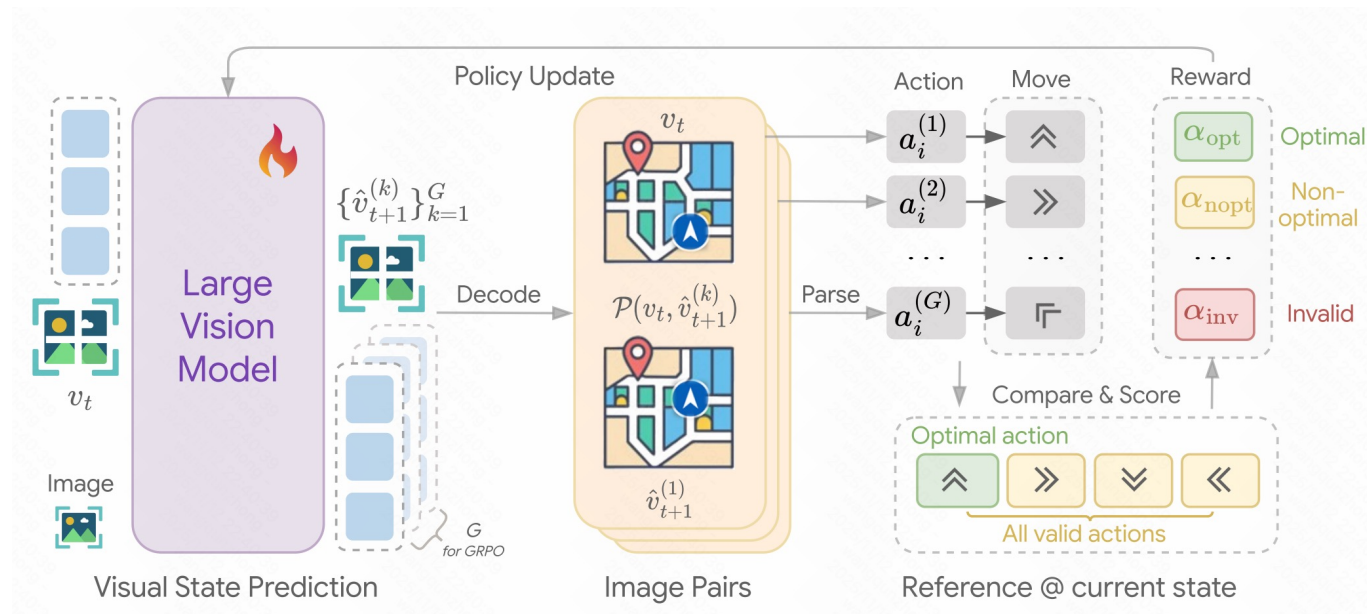 Policy Update
Action
Move
Reward
v_t
a_i^{(1)}
α_opt
Optimal
{v̂_{t+1}^{(k)}}_{k=1}^G
a_i^{(2)}
α_nopt
Non-
optimal
Large
Vision
Model
. . .
. . .
. . .
Decode
P(v_t, v̂_{t+1}^{(k)})
Parse
a_i^{(G)}
α_inv
Invalid
v_t
Compare & Score
Optimal action
Image
v̂_{t+1}^{(1)}
G
for GRPO
All valid actions
Visual State Prediction
Image Pairs
Reference @ current state